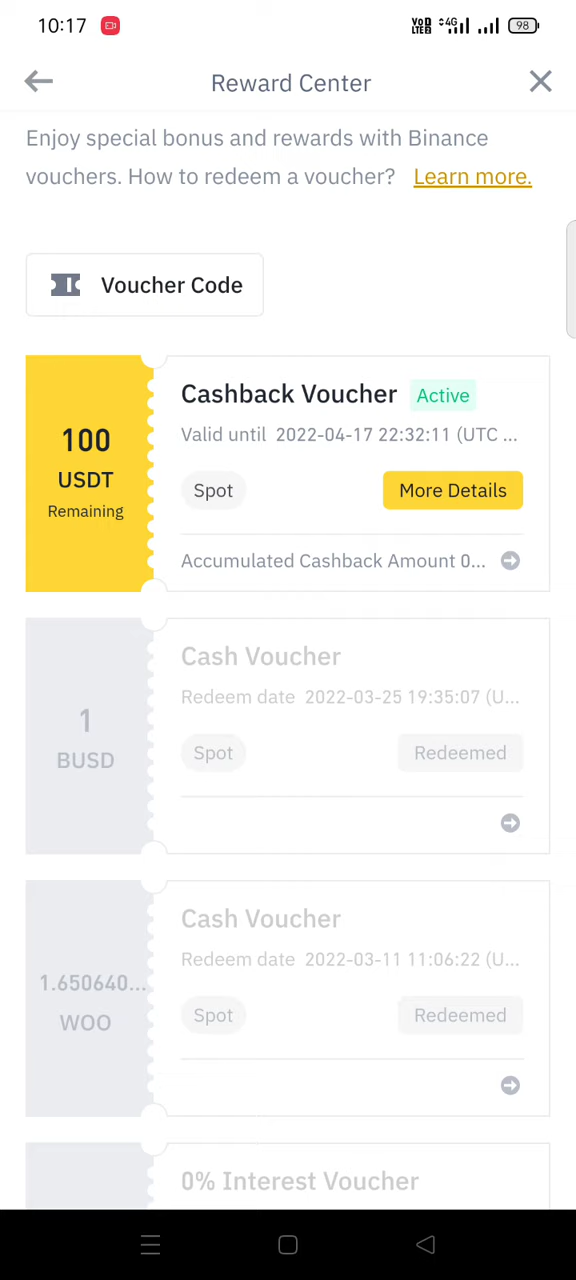 10:17
VoD LTE2 4G 98
Reward Center
Enjoy special bonus and rewards with Binance
vouchers. How to redeem a voucher? Learn more.
Voucher Code
100
USDT
Remaining
Cashback Voucher Active
Valid until 2022-04-17 22:32:11 (UTC ...
Spot More Details
Accumulated Cashback Amount 0...
1
BUSD
Cash Voucher
Redeem date 2022-03-25 19:35:07 (U...
Spot Redeemed
1.650640...
WOO
Cash Voucher
Redeem date 2022-03-11 11:06:22 (U...
Spot Redeemed
0% Interest Voucher